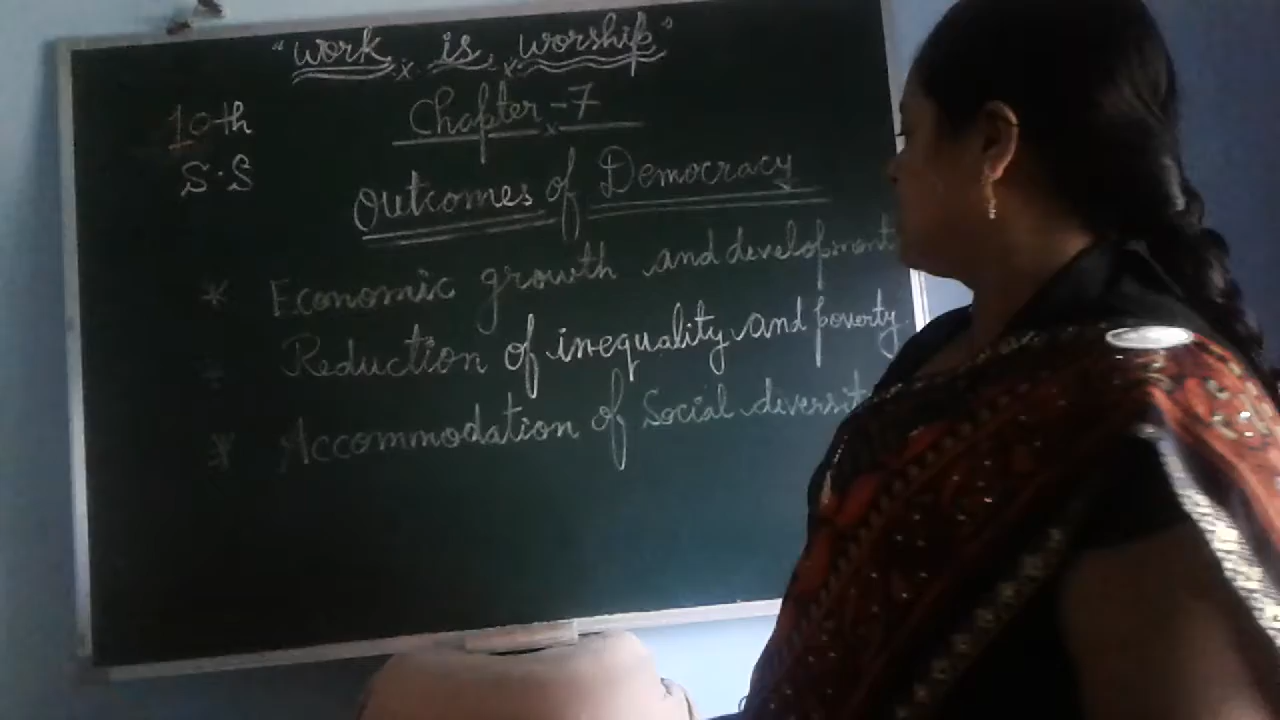 "Work is worship"
Chapter-7
10th
S.S
Outcomes of Democracy
* Economic growth and development
* Reduction of inequality and poverty
* Accommodation of Social diversit